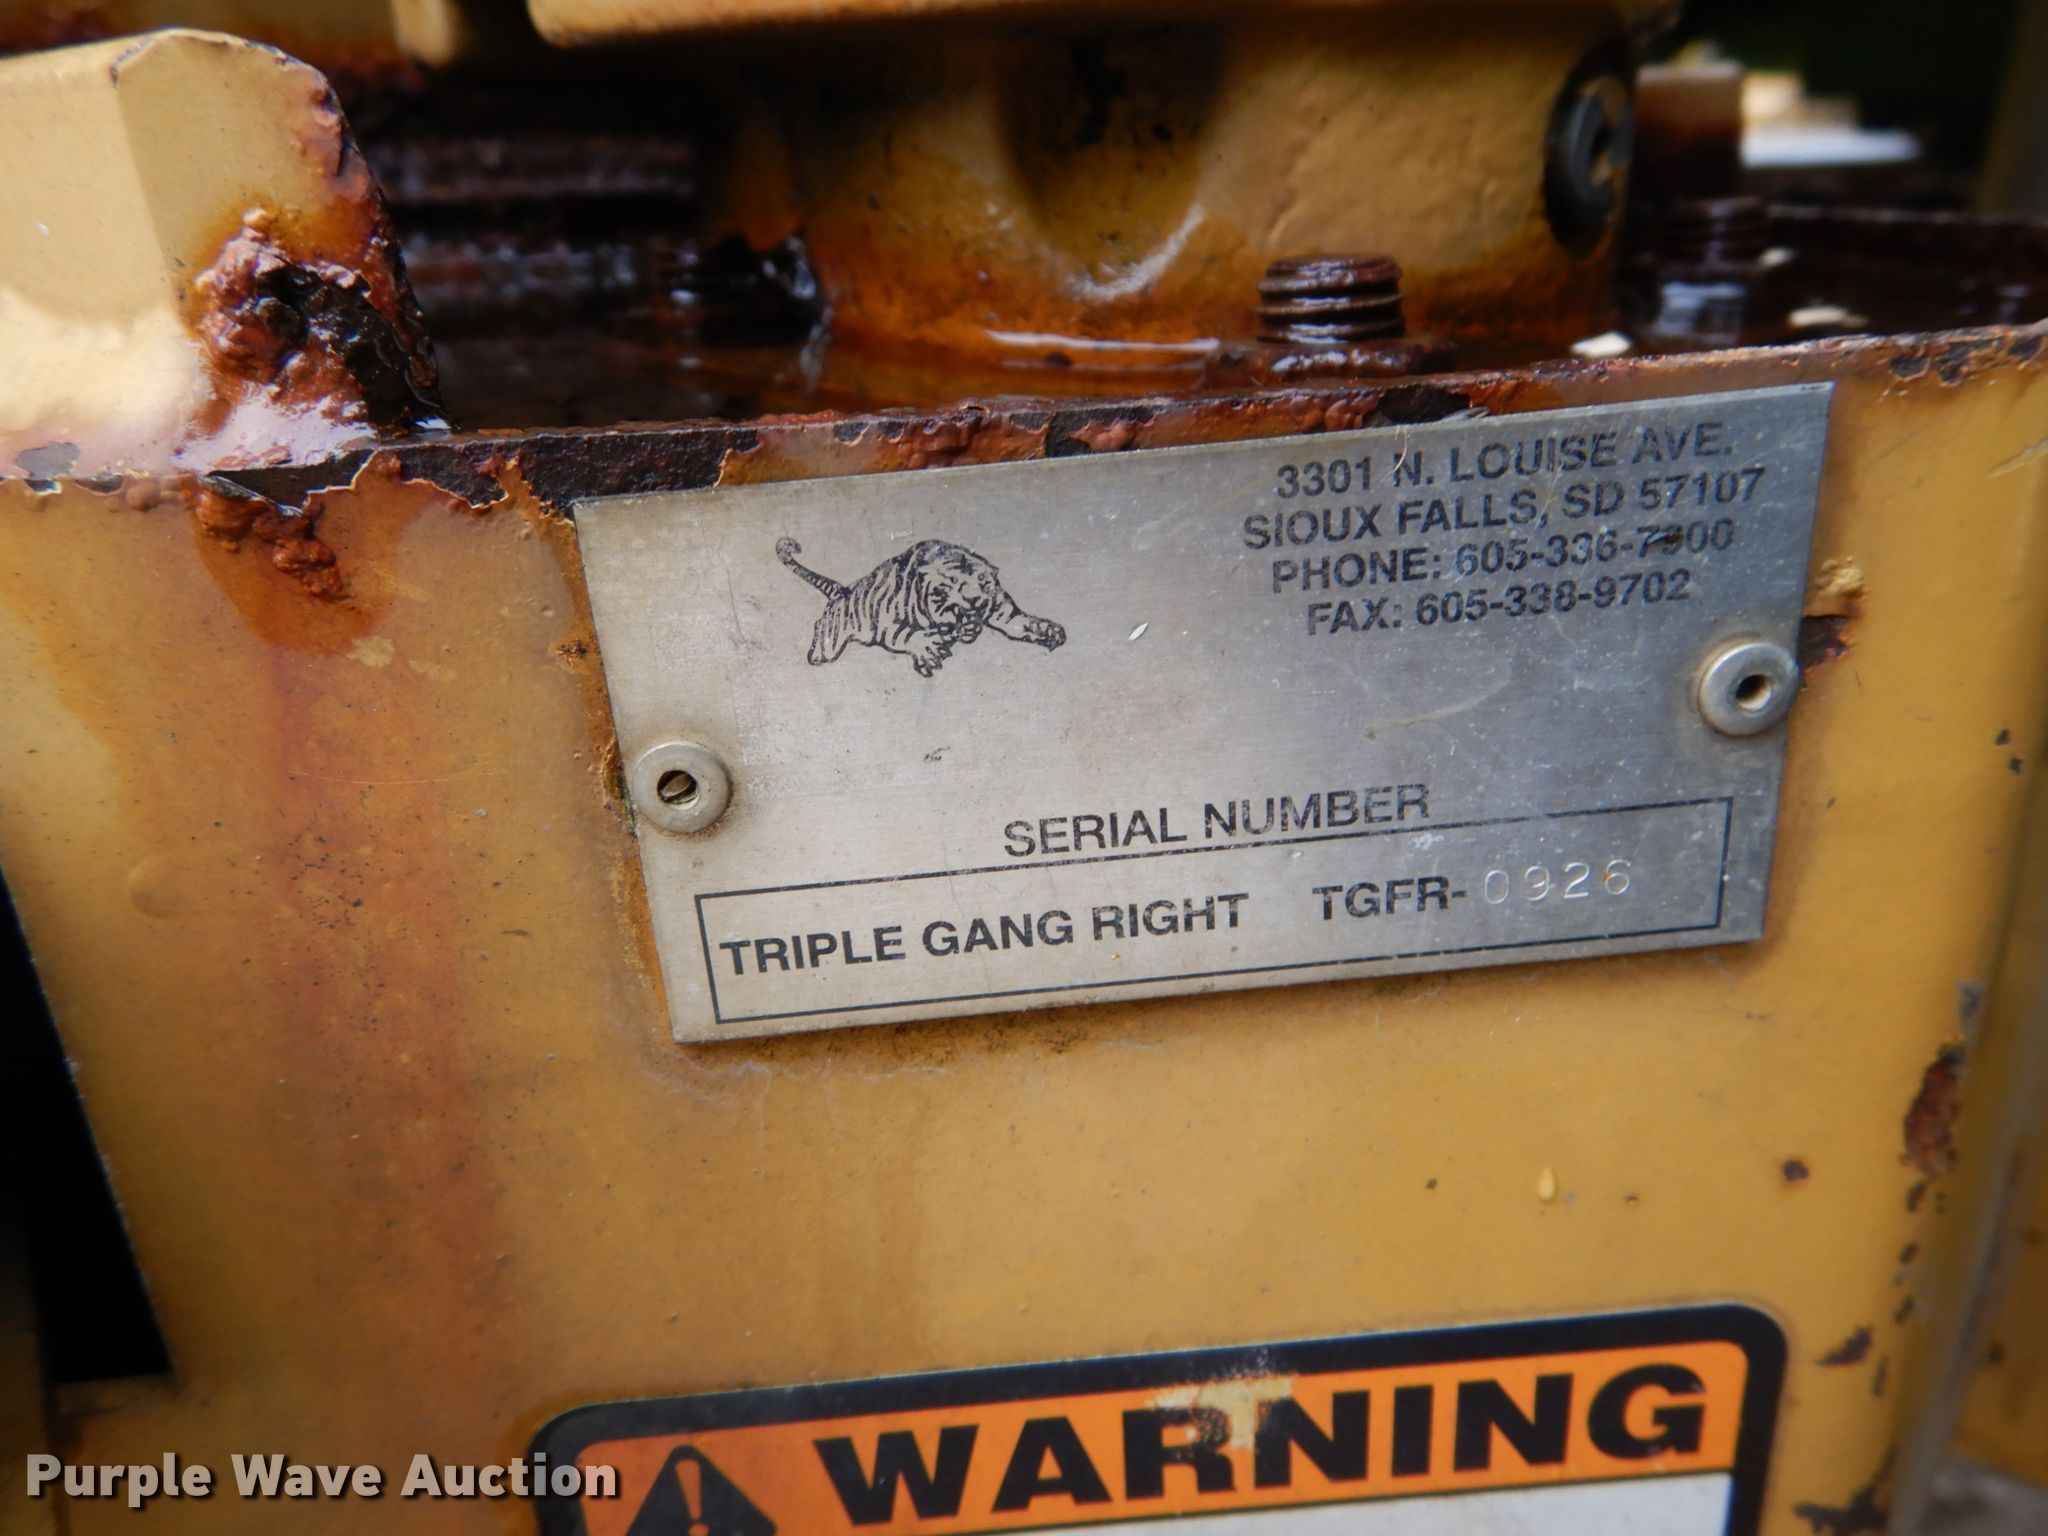 3301 N. LOUISE AVE.
SIOUX FALLS, SD 57107
PHONE: 605-336-7900
FAX: 605-338-9702
SERIAL NUMBER
TRIPLE GANG RIGHT TGFR-0926
WARNING
Purple Wave Auction